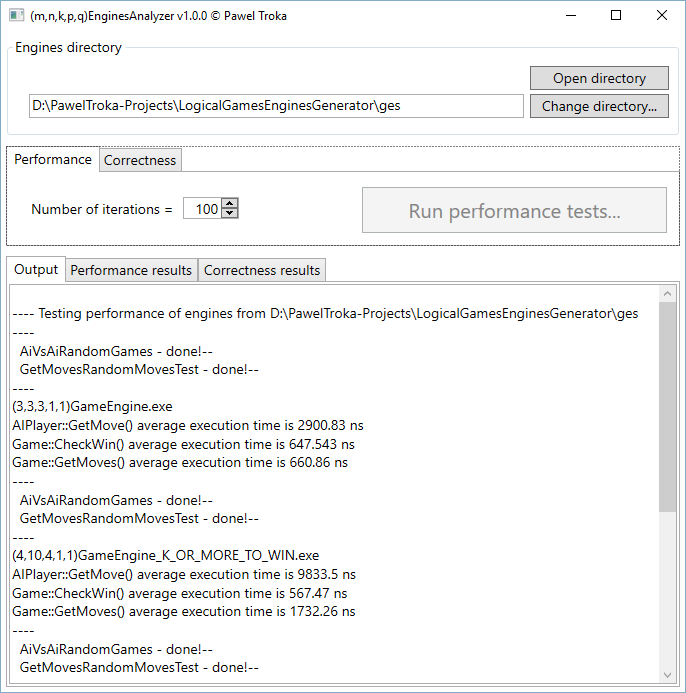 (m,n,k,p,q)EnginesAnalyzer v1.0.0 © Pawel Troka
Engines directory
Open directory
D:\PawelTroka-Projects\LogicalGamesEnginesGenerator\ges
Change directory...
Performance
Correctness
Number of iterations =
100
Run performance tests...
Output
Performance results
Correctness results
---- Testing performance of engines from D:\PawelTroka-Projects\LogicalGamesEnginesGenerator\ges
----
AiVsAiRandomGames - done!--
GetMovesRandomMovesTest - done!--
----
(3,3,3,1,1)GameEngine.exe
AIPlayer::GetMove() average execution time is 2900.83 ns
Game::CheckWin() average execution time is 647.543 ns
Game::GetMoves() average execution time is 660.86 ns
----
AiVsAiRandomGames - done!--
GetMovesRandomMovesTest - done!--
----
(4,10,4,1,1)GameEngine_K_OR_MORE_TO_WIN.exe
AIPlayer::GetMove() average execution time is 9833.5 ns
Game::CheckWin() average execution time is 567.47 ns
Game::GetMoves() average execution time is 1732.26 ns
----
AiVsAiRandomGames - done!--
GetMovesRandomMovesTest - done!--